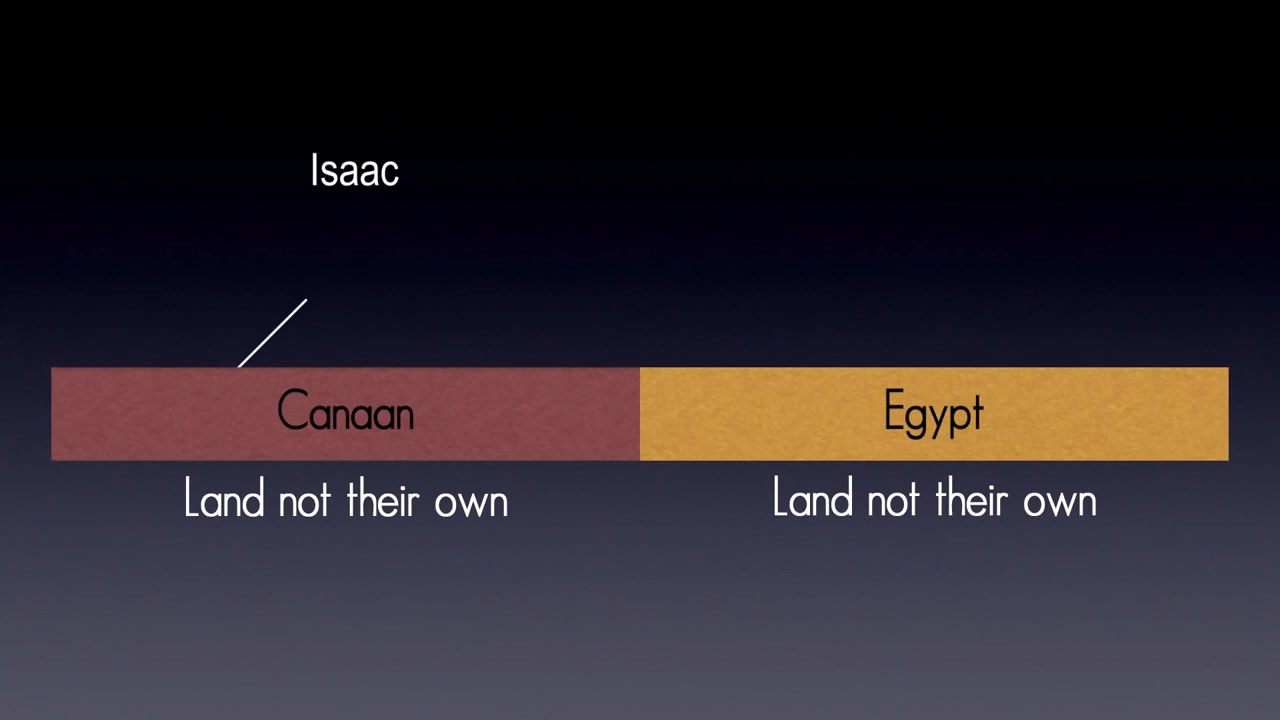 Isaac
Canaan
Egypt
Land not their own
Land not their own